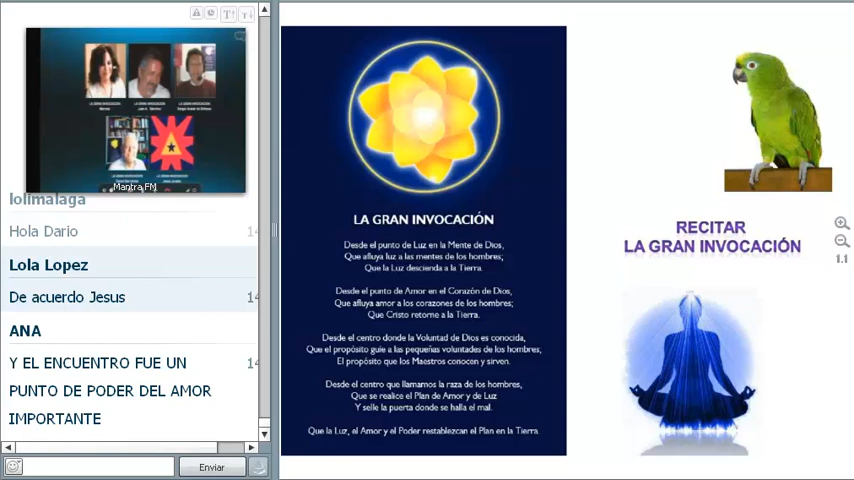 Mantra FM
lolimalaga
Hola Dario
14
Lola Lopez
De acuerdo Jesus
14
ANA
Y EL ENCUENTRO FUE UN
14
PUNTO DE PODER DEL AMOR
IMPORTANTE
Enviar
LA GRAN INVOCACIÓN
Desde el punto de Luz en la Mente de Dios,
Que afluya luz a las mentes de los hombres;
Que la Luz descienda a la Tierra.
Desde el punto de Amor en el Corazón de Dios,
Que afluya amor a los corazones de los hombres;
Que Cristo retorne a la Tierra.
Desde el centro donde la Voluntad de Dios es conocida,
Que el propósito guíe a las pequeñas voluntades de los hombres;
El propósito que los Maestros conocen y sirven.
Desde el centro que llamamos la raza de los hombres,
Que se realice el Plan de Amor y de Luz
Y selle la puerta donde se halla el mal.
Que la Luz, el Amor y el Poder restablezcan el Plan en la Tierra.
RECITAR
LA GRAN INVOCACIÓN
1.1